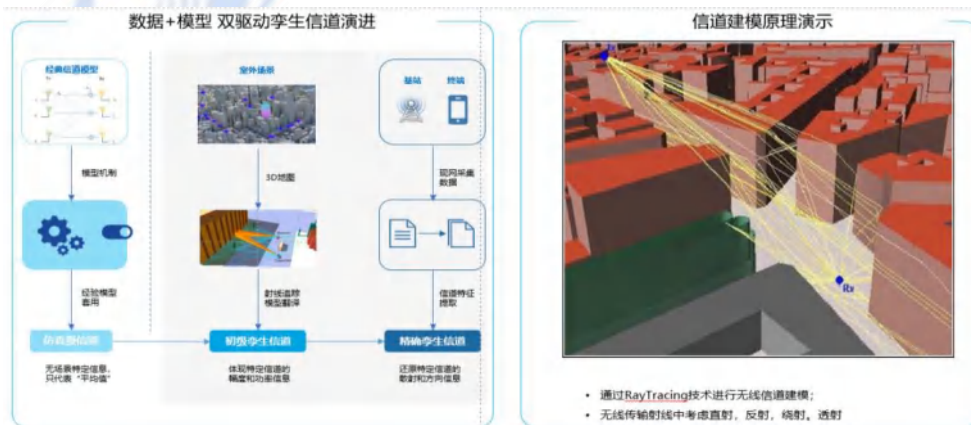 数据+模型 双驱动孪生信道演进
经典信道模型
模型机制
经验模型
套用
仿真级信道
无场景特定信息，
只代表“平均值”
室外场景
3D地图
射线追踪
模型翻译
初级孪生信道
体现特定信道的
幅度和功率信息
基站
终端
现网采集
数据
信道特征
提取
精确孪生信道
还原特定信道的
散射和方向信息
信道建模原理演示
Rx
• 通过RayTracing技术进行无线信道建模；
• 无线传输射线中考虑直射，反射，绕射，透射